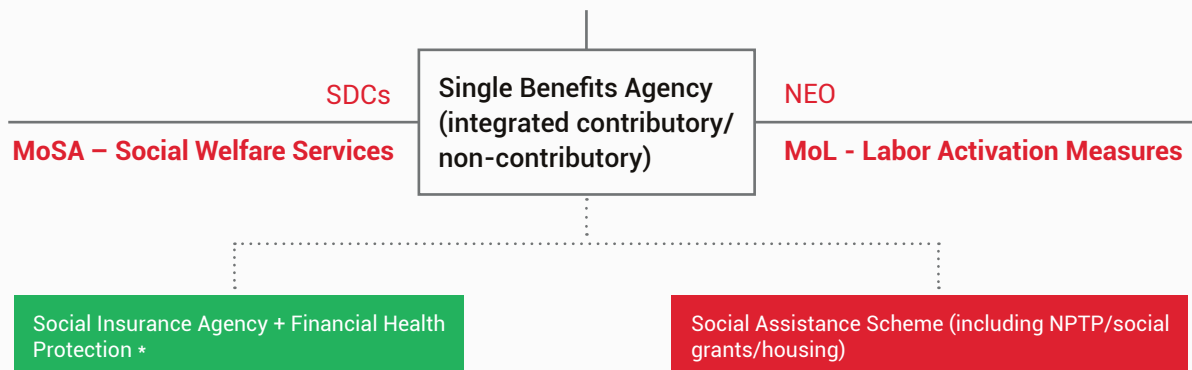 SDCs
MoSA – Social Welfare Services
Single Benefits Agency
(integrated contributory/
non-contributory)
NEO
MoL - Labor Activation Measures
Social Insurance Agency + Financial Health
Protection *
Social Assistance Scheme (including NPTP/social
grants/housing)